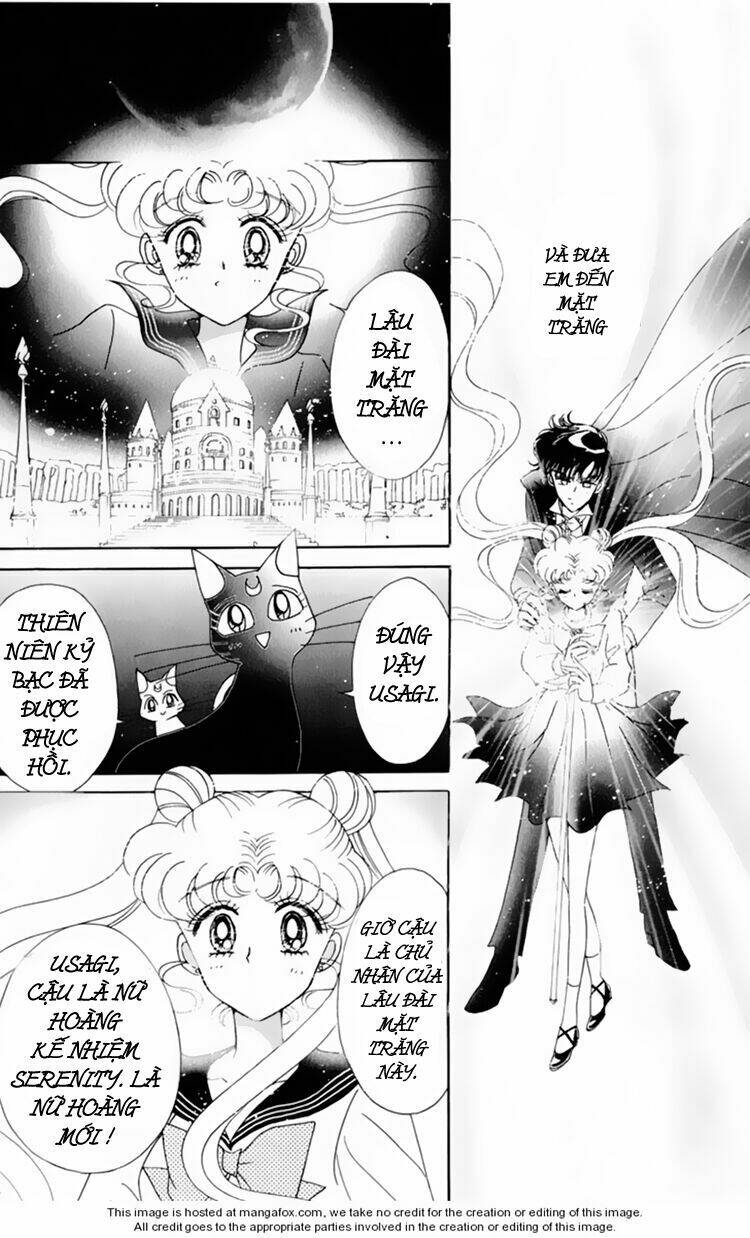 VÀ ĐƯA
EM ĐẾN
MẶT
TRĂNG
LÂU
ĐÀI
MẶT
TRĂNG
...
ĐÚNG
VẬY
USAGI.
THIÊN
NIÊN KỶ
BẠC ĐÃ
ĐƯỢC
PHỤC
HỒI.
GIỜ CẬU
LÀ CHỦ
NHÂN CỦA
LÂU ĐÀI
MẶT
TRĂNG
NÀY.
USAGI,
CẬU LÀ NỮ
HOÀNG
KẾ NHIỆM
SERENITY. LÀ
NỮ HOÀNG
MỚI !
This image is hosted at mangafox.com, we take no credit for the creation or editing of this image.
All credit goes to the appropriate parties involved in the creation or editing of this image.